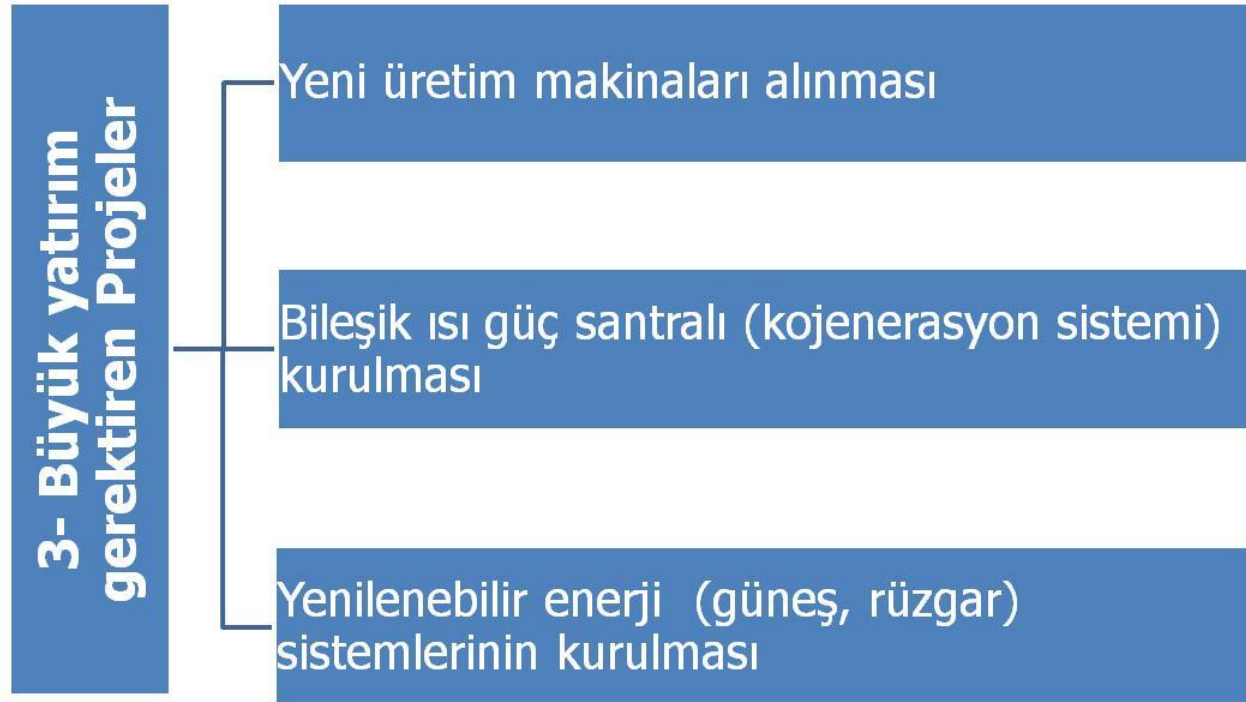 3- Büyük yatırım
gerektiren Projeler
Yeni üretim makinaları alınması
Bileşik ısı güç santralı (kojenerasyon sistemi)
kurulması
Yenilenebilir enerji  (güneş, rüzgar)
sistemlerinin kurulması